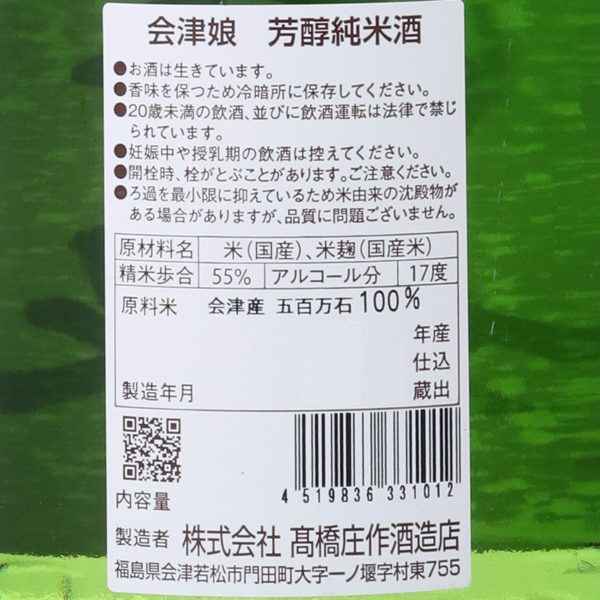 会津娘　芳醇純米酒
●お酒は生きています。
●香味を保つため冷暗所に保存してください。
●20歳未満の飲酒、並びに飲酒運転は法律で禁じ
られています。
●妊娠中や授乳期の飲酒は控えてください。
●開栓時、栓がとぶことがあります。ご注意ください。
●ろ過を最小限に抑えているため米由来の沈殿物が
ある場合がありますが、品質に問題ございません。
原材料名　米(国産)、米麹(国産米)
精米歩合　55%　アルコール分　17度
原料米　会津産 五百万石 100%
年産
仕込
製造年月　蔵出
4 519836 331012
内容量
製造者　株式会社 髙橋庄作酒造店
福島県会津若松市門田町大字一ノ堰字村東755